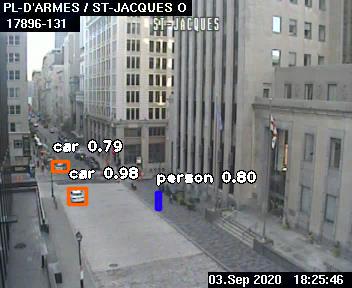 PL-D'ARMES / ST-JACQUES O
17896-131
ST-JACQUES
car 0.79
car 0.98
person 0.80
03.Sep 2020 18:25:46